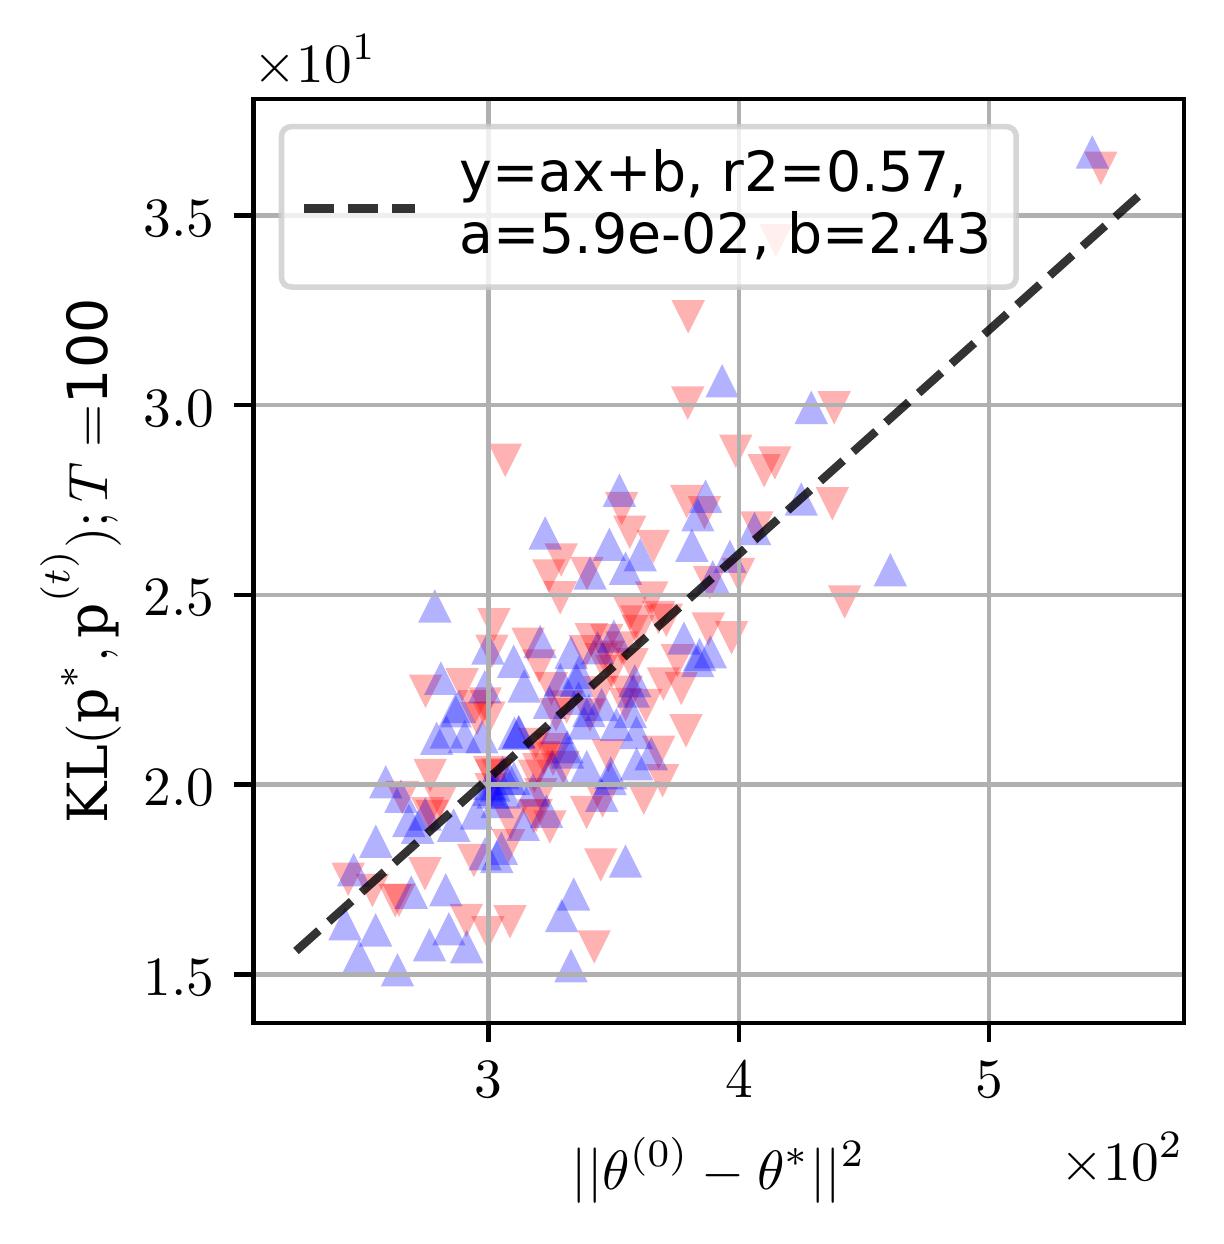 ×10¹
y=ax+b, r2=0.57,
a=5.9e-02, b=2.43
3.5
3.0
2.5
2.0
1.5
KL(p*,p⁽ᵗ⁾); T =100
3 4 5
||θ⁽⁰⁾ − θ*||²
×10²